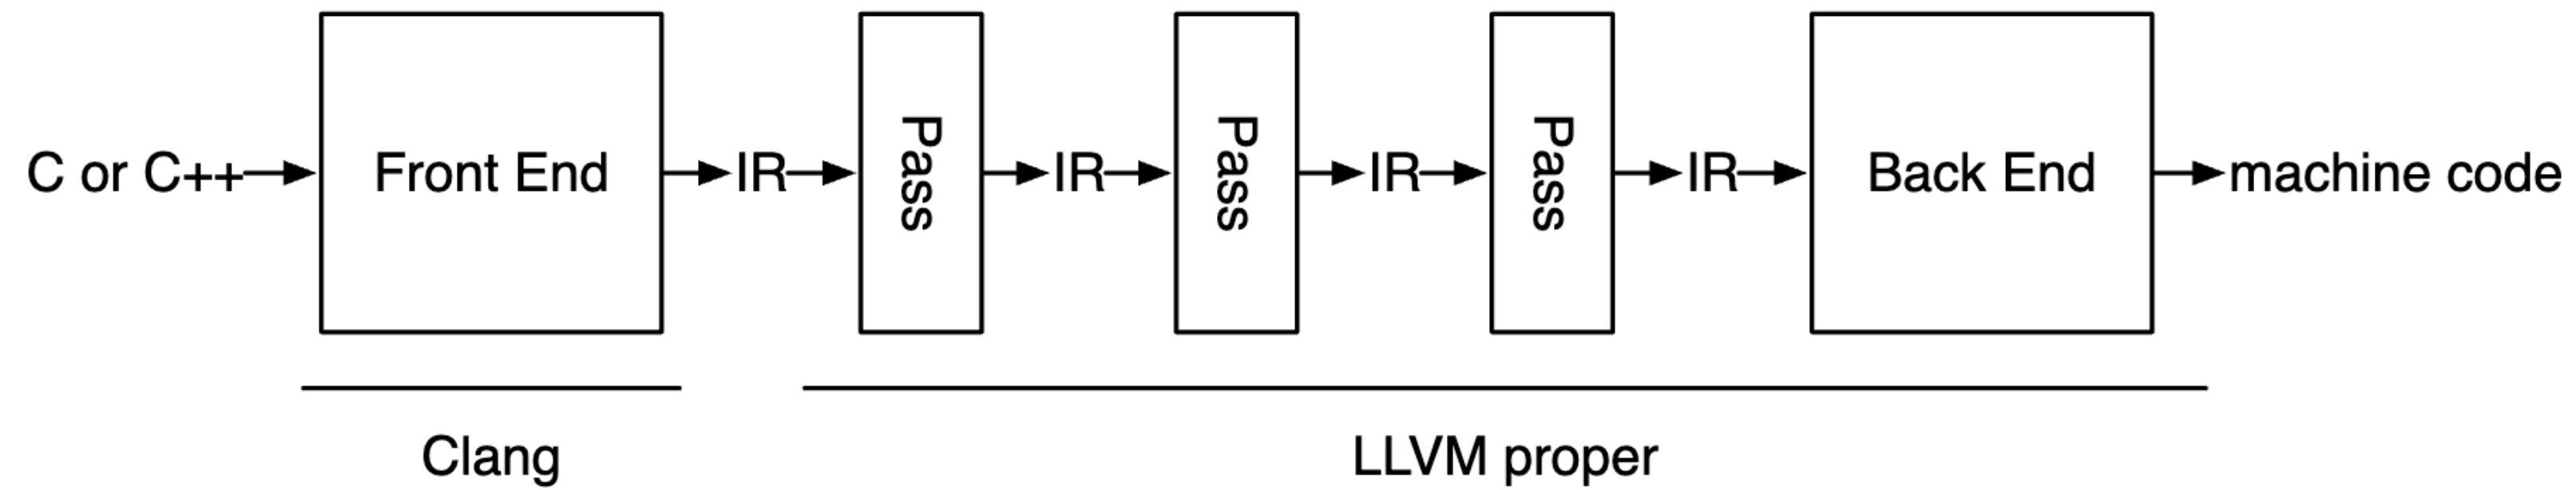 C or C++ Front End IR Pass IR Pass IR Pass IR Back End machine code
Clang LLVM proper